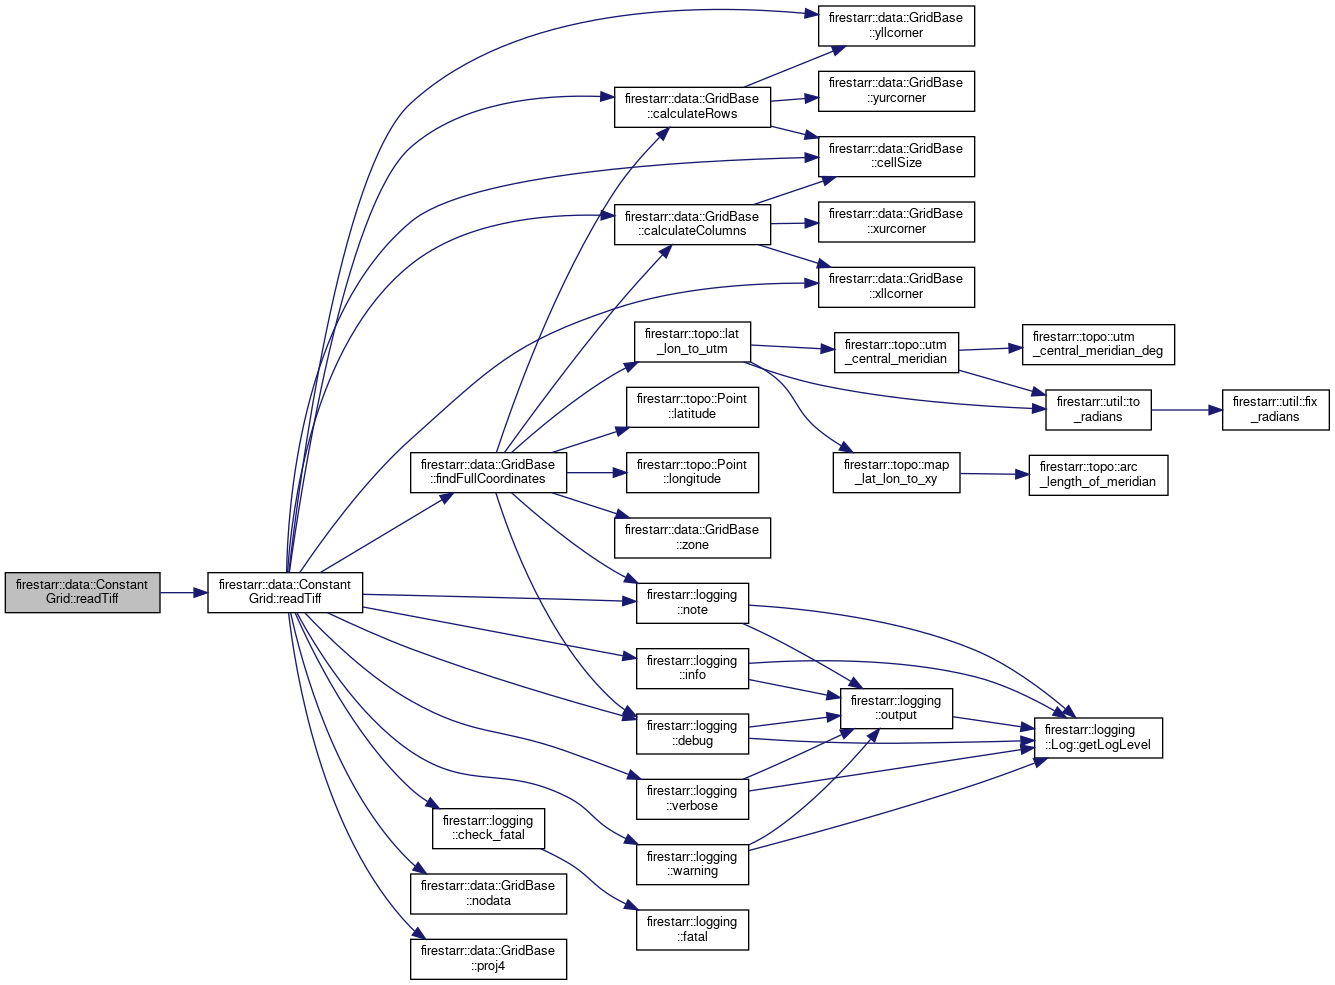 firestarr::data::Constant
Grid::readTiff
firestarr::data::Constant
Grid::readTiff
firestarr::data::GridBase
::findFullCoordinates
firestarr::logging
::check_fatal
firestarr::data::GridBase
::nodata
firestarr::data::GridBase
::proj4
firestarr::data::GridBase
::calculateRows
firestarr::data::GridBase
::calculateColumns
firestarr::topo::lat
_lon_to_utm
firestarr::topo::Point
::latitude
firestarr::topo::Point
::longitude
firestarr::data::GridBase
::zone
firestarr::logging
::note
firestarr::logging
::info
firestarr::logging
::debug
firestarr::logging
::verbose
firestarr::logging
::warning
firestarr::logging
::fatal
firestarr::data::GridBase
::yllcorner
firestarr::data::GridBase
::yurcorner
firestarr::data::GridBase
::cellSize
firestarr::data::GridBase
::xurcorner
firestarr::data::GridBase
::xllcorner
firestarr::topo::utm
_central_meridian
firestarr::topo::map
_lat_lon_to_xy
firestarr::logging
::output
firestarr::topo::utm
_central_meridian_deg
firestarr::util::to
_radians
firestarr::topo::arc
_length_of_meridian
firestarr::logging
::Log::getLogLevel
firestarr::util::fix
_radians